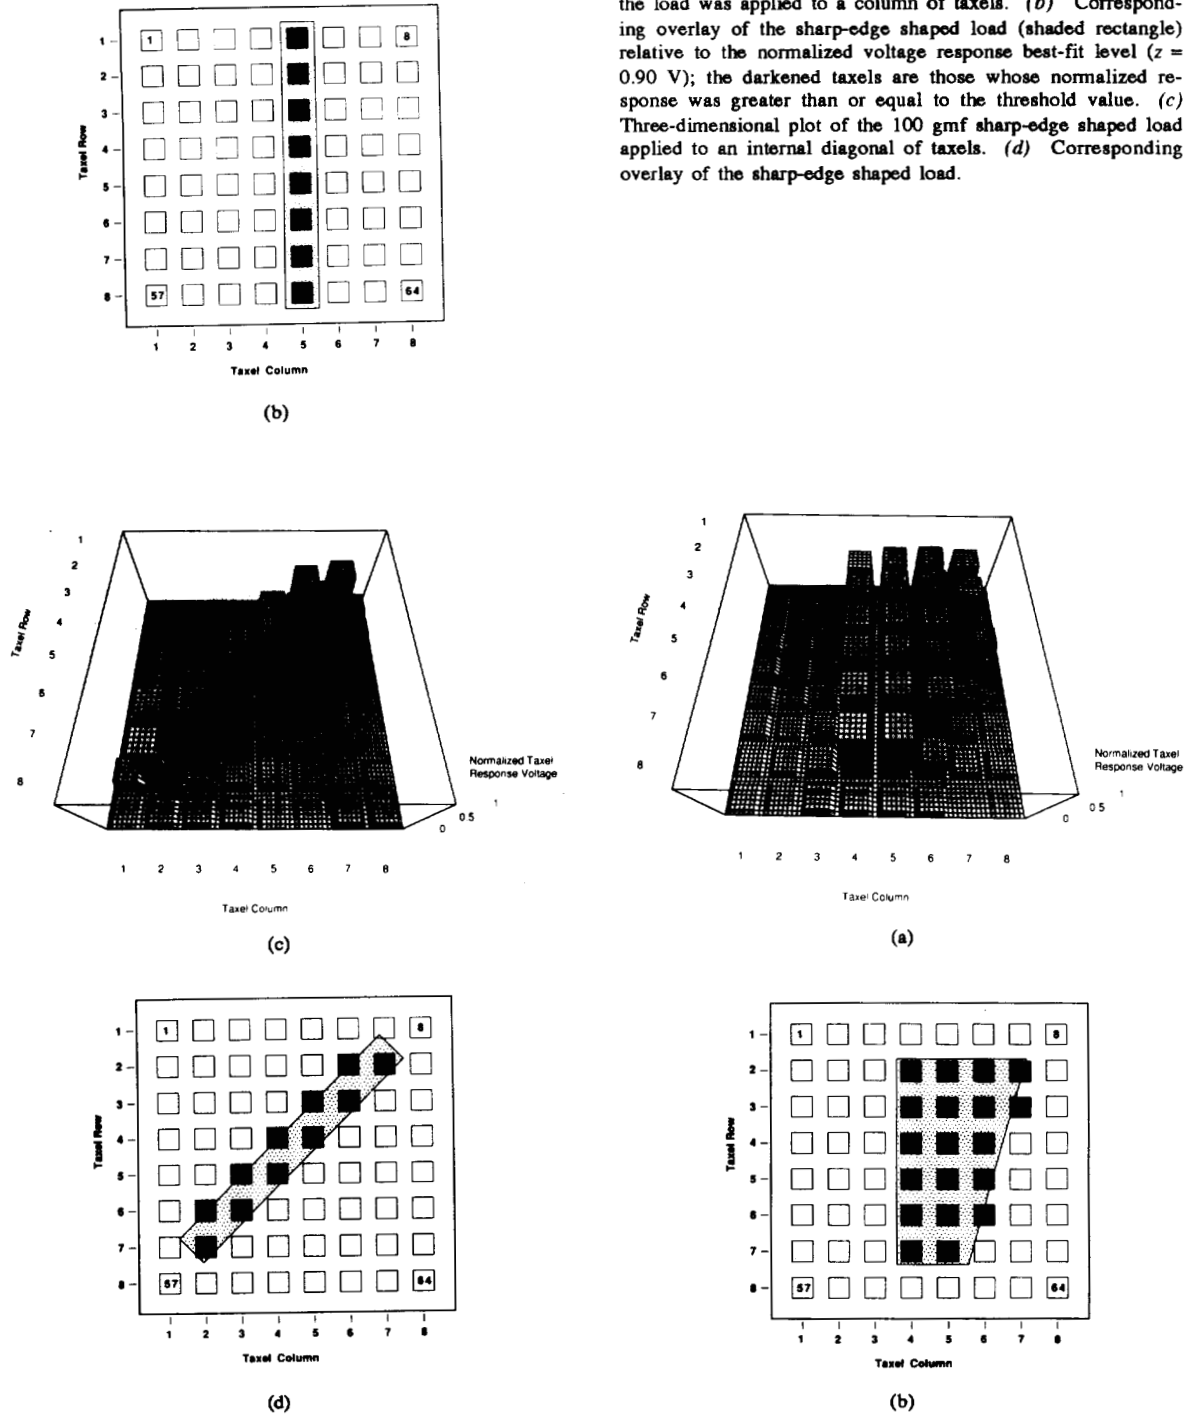 the load was applied to a column of taxels. (b) Correspond-
ing overlay of the sharp-edge shaped load (shaded rectangle)
relative to the normalized voltage response best-fit level (z =
0.90 V); the darkened taxels are those whose normalized re-
sponse was greater than or equal to the threshold value. (c)
Three-dimensional plot of the 100 gmf sharp-edge shaped load
applied to an internal diagonal of taxels. (d) Corresponding
overlay of the sharp-edge shaped load.
Taxel Row
1
2
3
4
5
6
7
8
1
8
57
64
1 2 3 4 5 6 7 8
Taxel Column
(b)
Taxel Row
1
2
3
4
5
6
7
8
Normalized Taxel
Response Voltage
1
0.5
0
1 2 3 4 5 6 7 8
Taxel Column
(c)
Taxel Row
1
2
3
4
5
6
7
8
Normalized Taxel
Response Voltage
1
0.5
0
1 2 3 4 5 6 7 8
Taxel Column
(a)
Taxel Row
1
2
3
4
5
6
7
8
1
8
57
64
1 2 3 4 5 6 7 8
Taxel Column
(d)
Taxel Row
1
2
3
4
5
6
7
8
1
8
57
64
1 2 3 4 5 6 7 8
Taxel Column
(b)